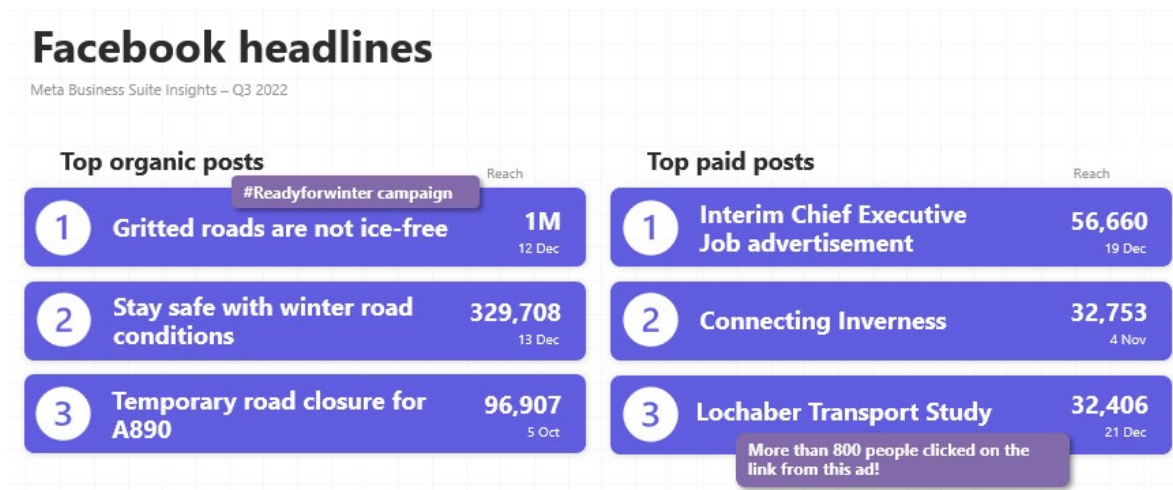 Facebook headlines
Meta Business Suite Insights – Q3 2022
Top organic posts
Reach
#Readyforwinter campaign
1
Gritted roads are not ice-free
1M
12 Dec
2
Stay safe with winter road
conditions
329,708
13 Dec
3
Temporary road closure for
A890
96,907
5 Oct
Top paid posts
Reach
1
Interim Chief Executive
Job advertisement
56,660
19 Dec
2
Connecting Inverness
32,753
4 Nov
3
Lochaber Transport Study
32,406
21 Dec
More than 800 people clicked on the
link from this ad!